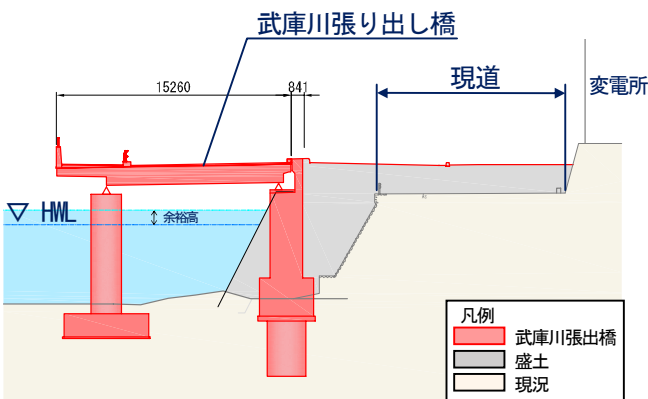 武庫川張り出し橋
15260
841
現道
変電所
▽ HWL
余裕高
凡例
武庫川張出橋
盛土
現況